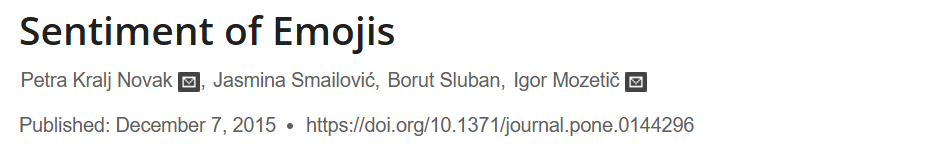 Sentiment of Emojis
Petra Kralj Novak, Jasmina Smailović, Borut Sluban, Igor Mozetič
Published: December 7, 2015 • https://doi.org/10.1371/journal.pone.0144296